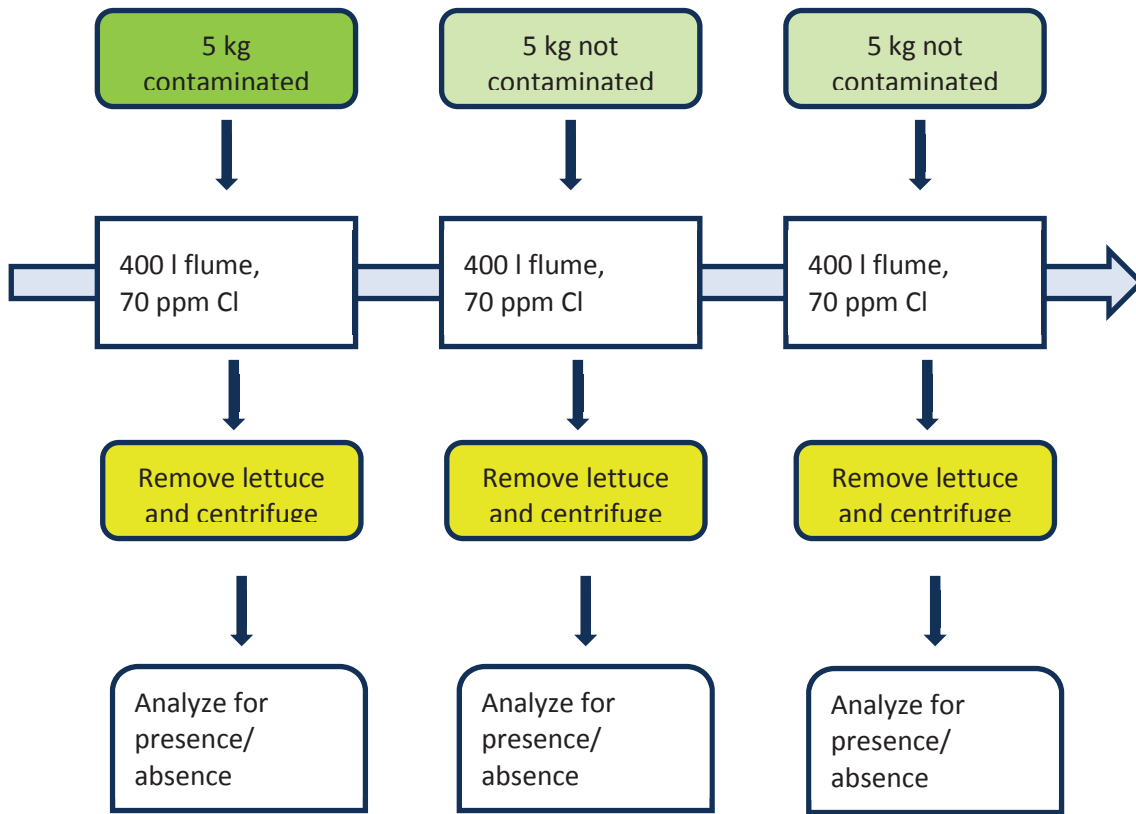 5 kg
contaminated
5 kg not
contaminated
5 kg not
contaminated
400 l flume,
70 ppm Cl
400 l flume,
70 ppm Cl
400 l flume,
70 ppm Cl
Remove lettuce
and centrifuge
Remove lettuce
and centrifuge
Remove lettuce
and centrifuge
Analyze for
presence/
absence
Analyze for
presence/
absence
Analyze for
presence/
absence